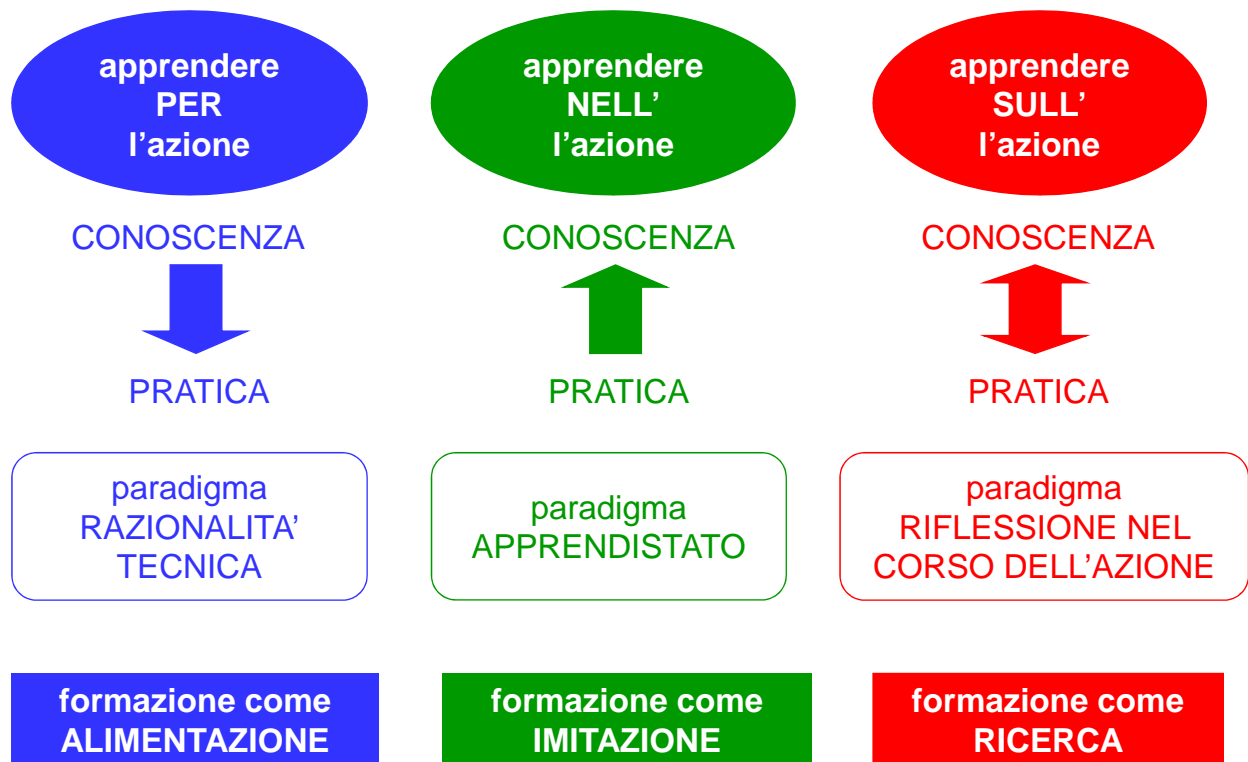 apprendere
PER
l’azione
CONOSCENZA
PRATICA
paradigma
RAZIONALITA’
TECNICA
formazione come
ALIMENTAZIONE
apprendere
NELL’
l’azione
CONOSCENZA
PRATICA
paradigma
APPRENDISTATO
formazione come
IMITAZIONE
apprendere
SULL’
l’azione
CONOSCENZA
PRATICA
paradigma
RIFLESSIONE NEL
CORSO DELL’AZIONE
formazione come
RICERCA